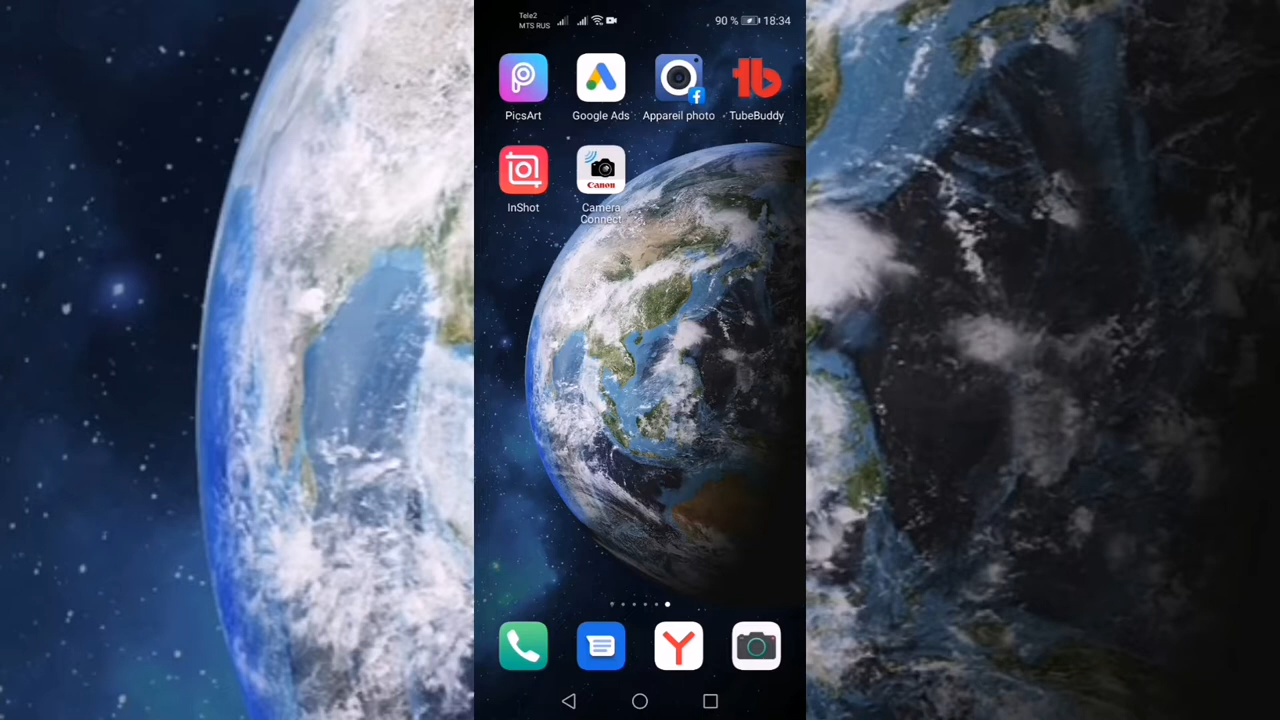 Tele2
MTS RUS
90 % 18:34
PicsArt
Google Ads
Appareil photo
TubeBuddy
Canon
InShot
Camera
Connect